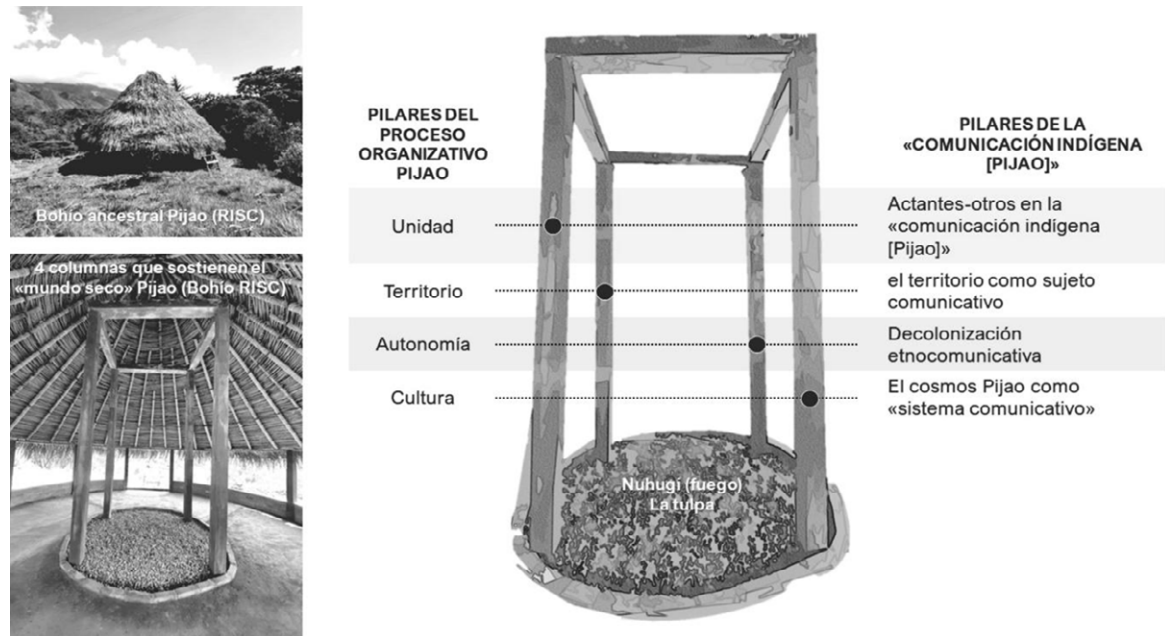 Bohío ancestral Pijao (RISC)
4 columnas que sostienen el
«mundo seco» Pijao (Bohío RISC)
PILARES DEL
PROCESO
ORGANIZATIVO
PIJAO
Unidad
Territorio
Autonomía
Cultura
Nuhugi (fuego)
La tulpa
PILARES DE LA
«COMUNICACIÓN INDÍGENA
[PIJAO]»
Actantes-otros en la
«comunicación indígena
[Pijao]»
el territorio como sujeto
comunicativo
Decolonización
etnocomunicativa
El cosmos Pijao como
«sistema comunicativo»